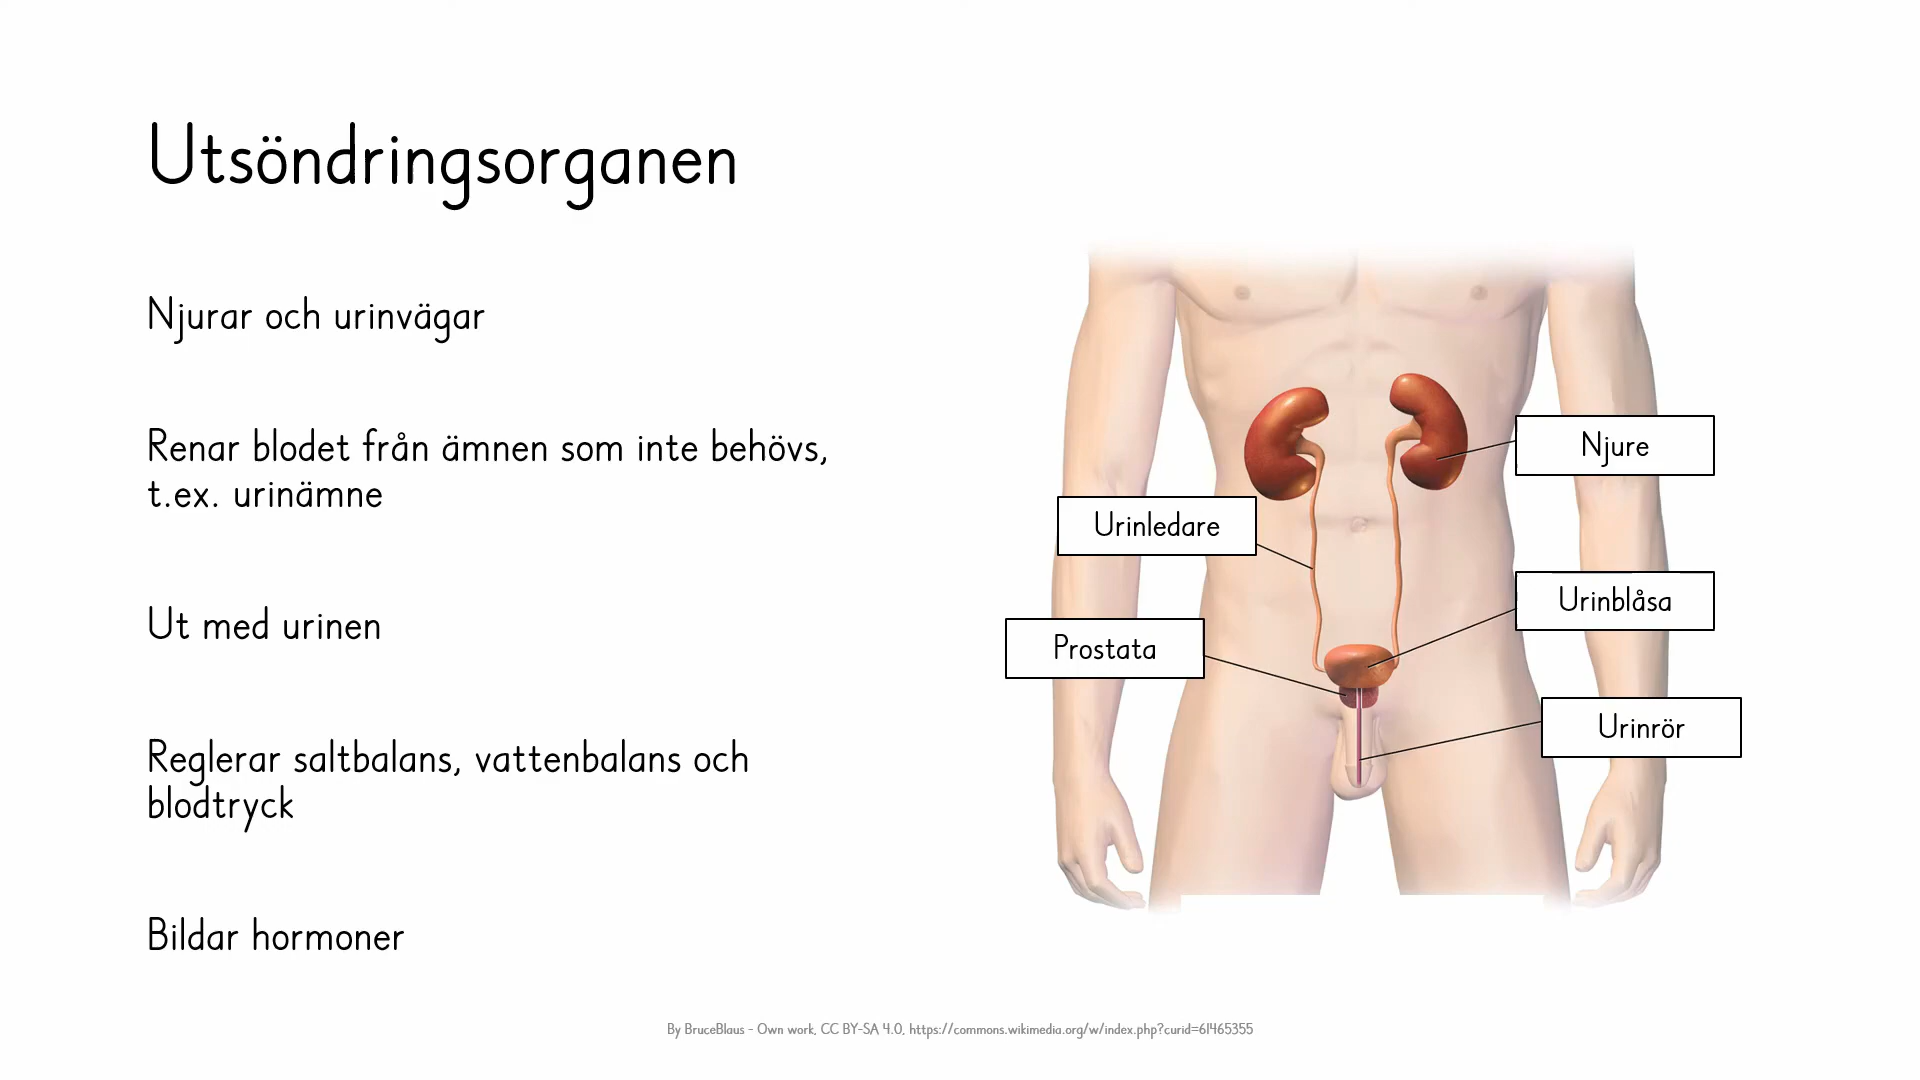 Utsöndringsorganen
Njurar och urinvägar
Renar blodet från ämnen som inte behövs,
t.ex. urinämne
Ut med urinen
Reglerar saltbalans, vattenbalans och
blodtryck
Bildar hormoner
Njure
Urinledare
Urinblåsa
Prostata
Urinrör
By BruceBlaus - Own work, CC BY-SA 4.0, https://commons.wikimedia.org/w/index.php?curid=61465355